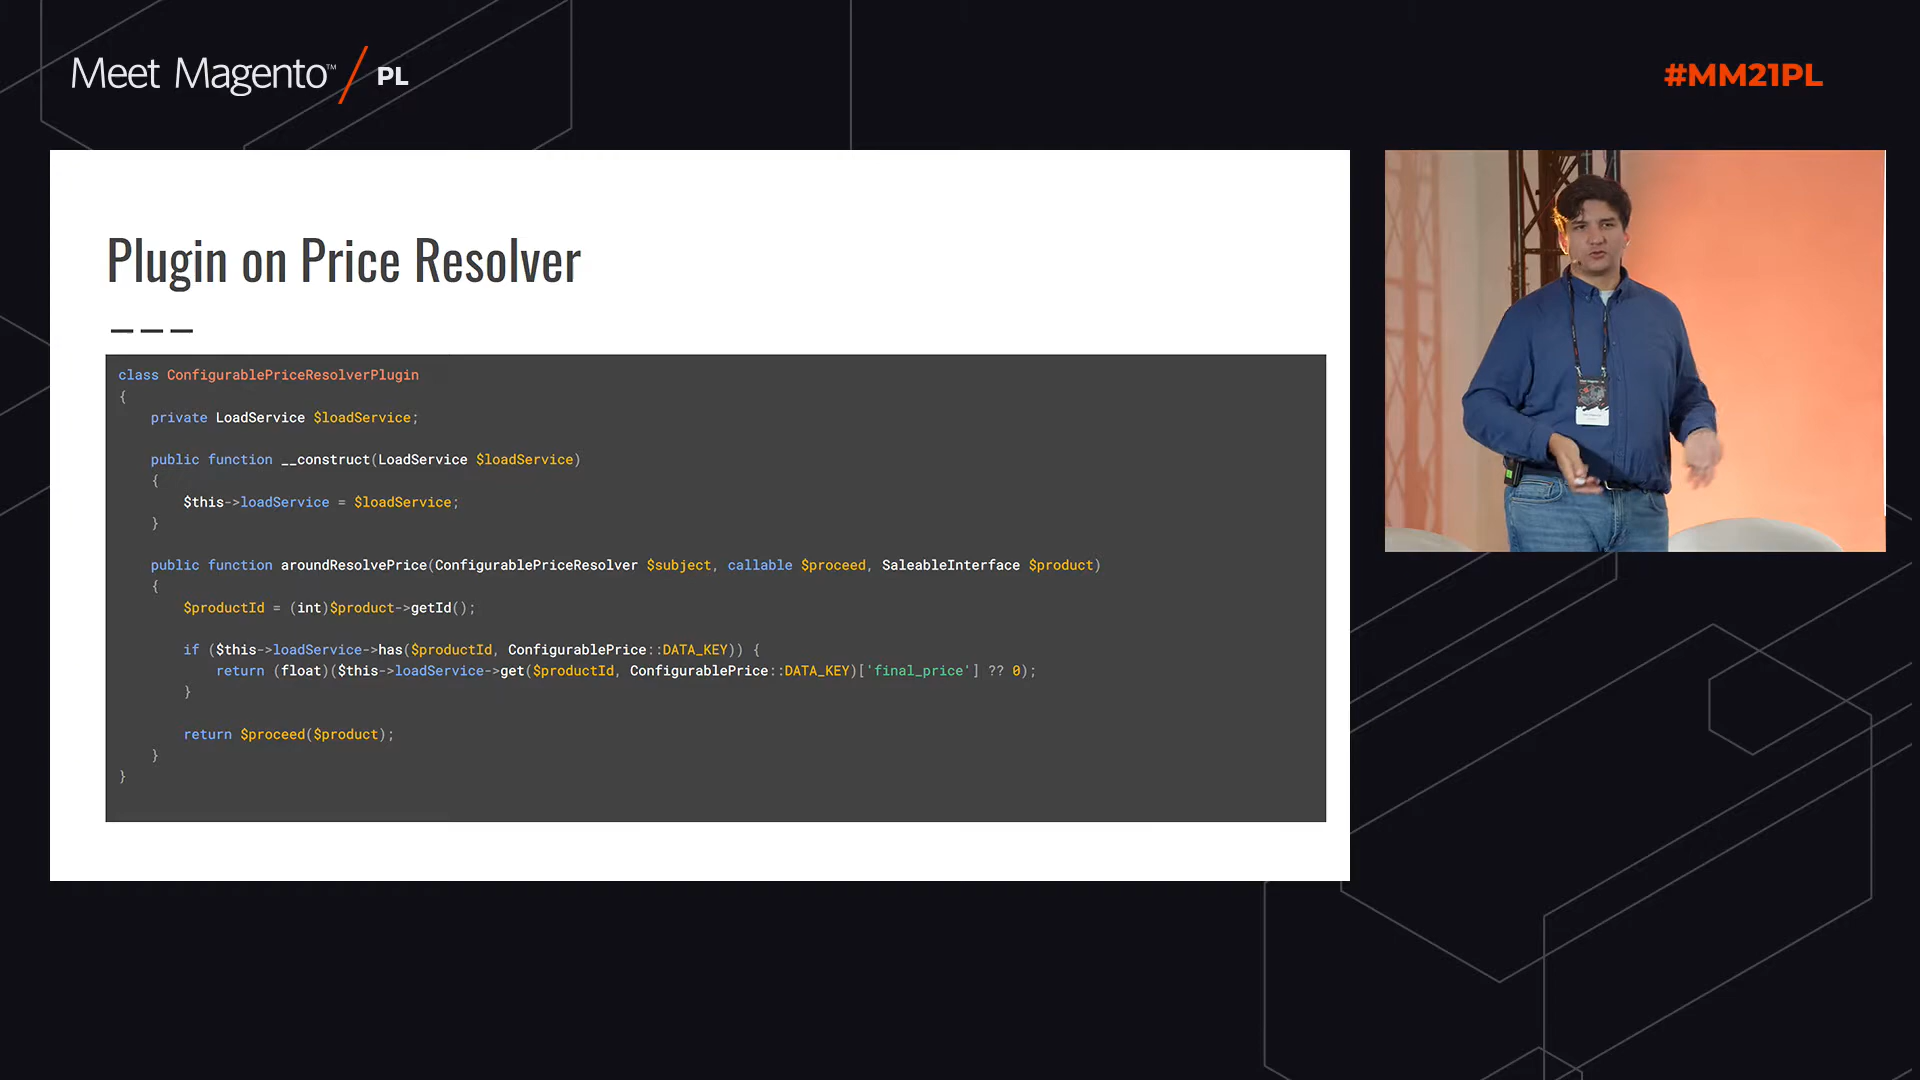 Meet Magento™ / PL
#MM21PL
Plugin on Price Resolver
class ConfigurablePriceResolverPlugin
{
    private LoadService $loadService;
    public function __construct(LoadService $loadService)
    {
        $this->loadService = $loadService;
    }
    public function aroundResolvePrice(ConfigurablePriceResolver $subject, callable $proceed, SaleableInterface $product)
    {
        $productId = (int)$product->getId();
        if ($this->loadService->has($productId, ConfigurablePrice::DATA_KEY)) {
            return (float)($this->loadService->get($productId, ConfigurablePrice::DATA_KEY)['final_price'] ?? 0);
        }
        return $proceed($product);
    }
}